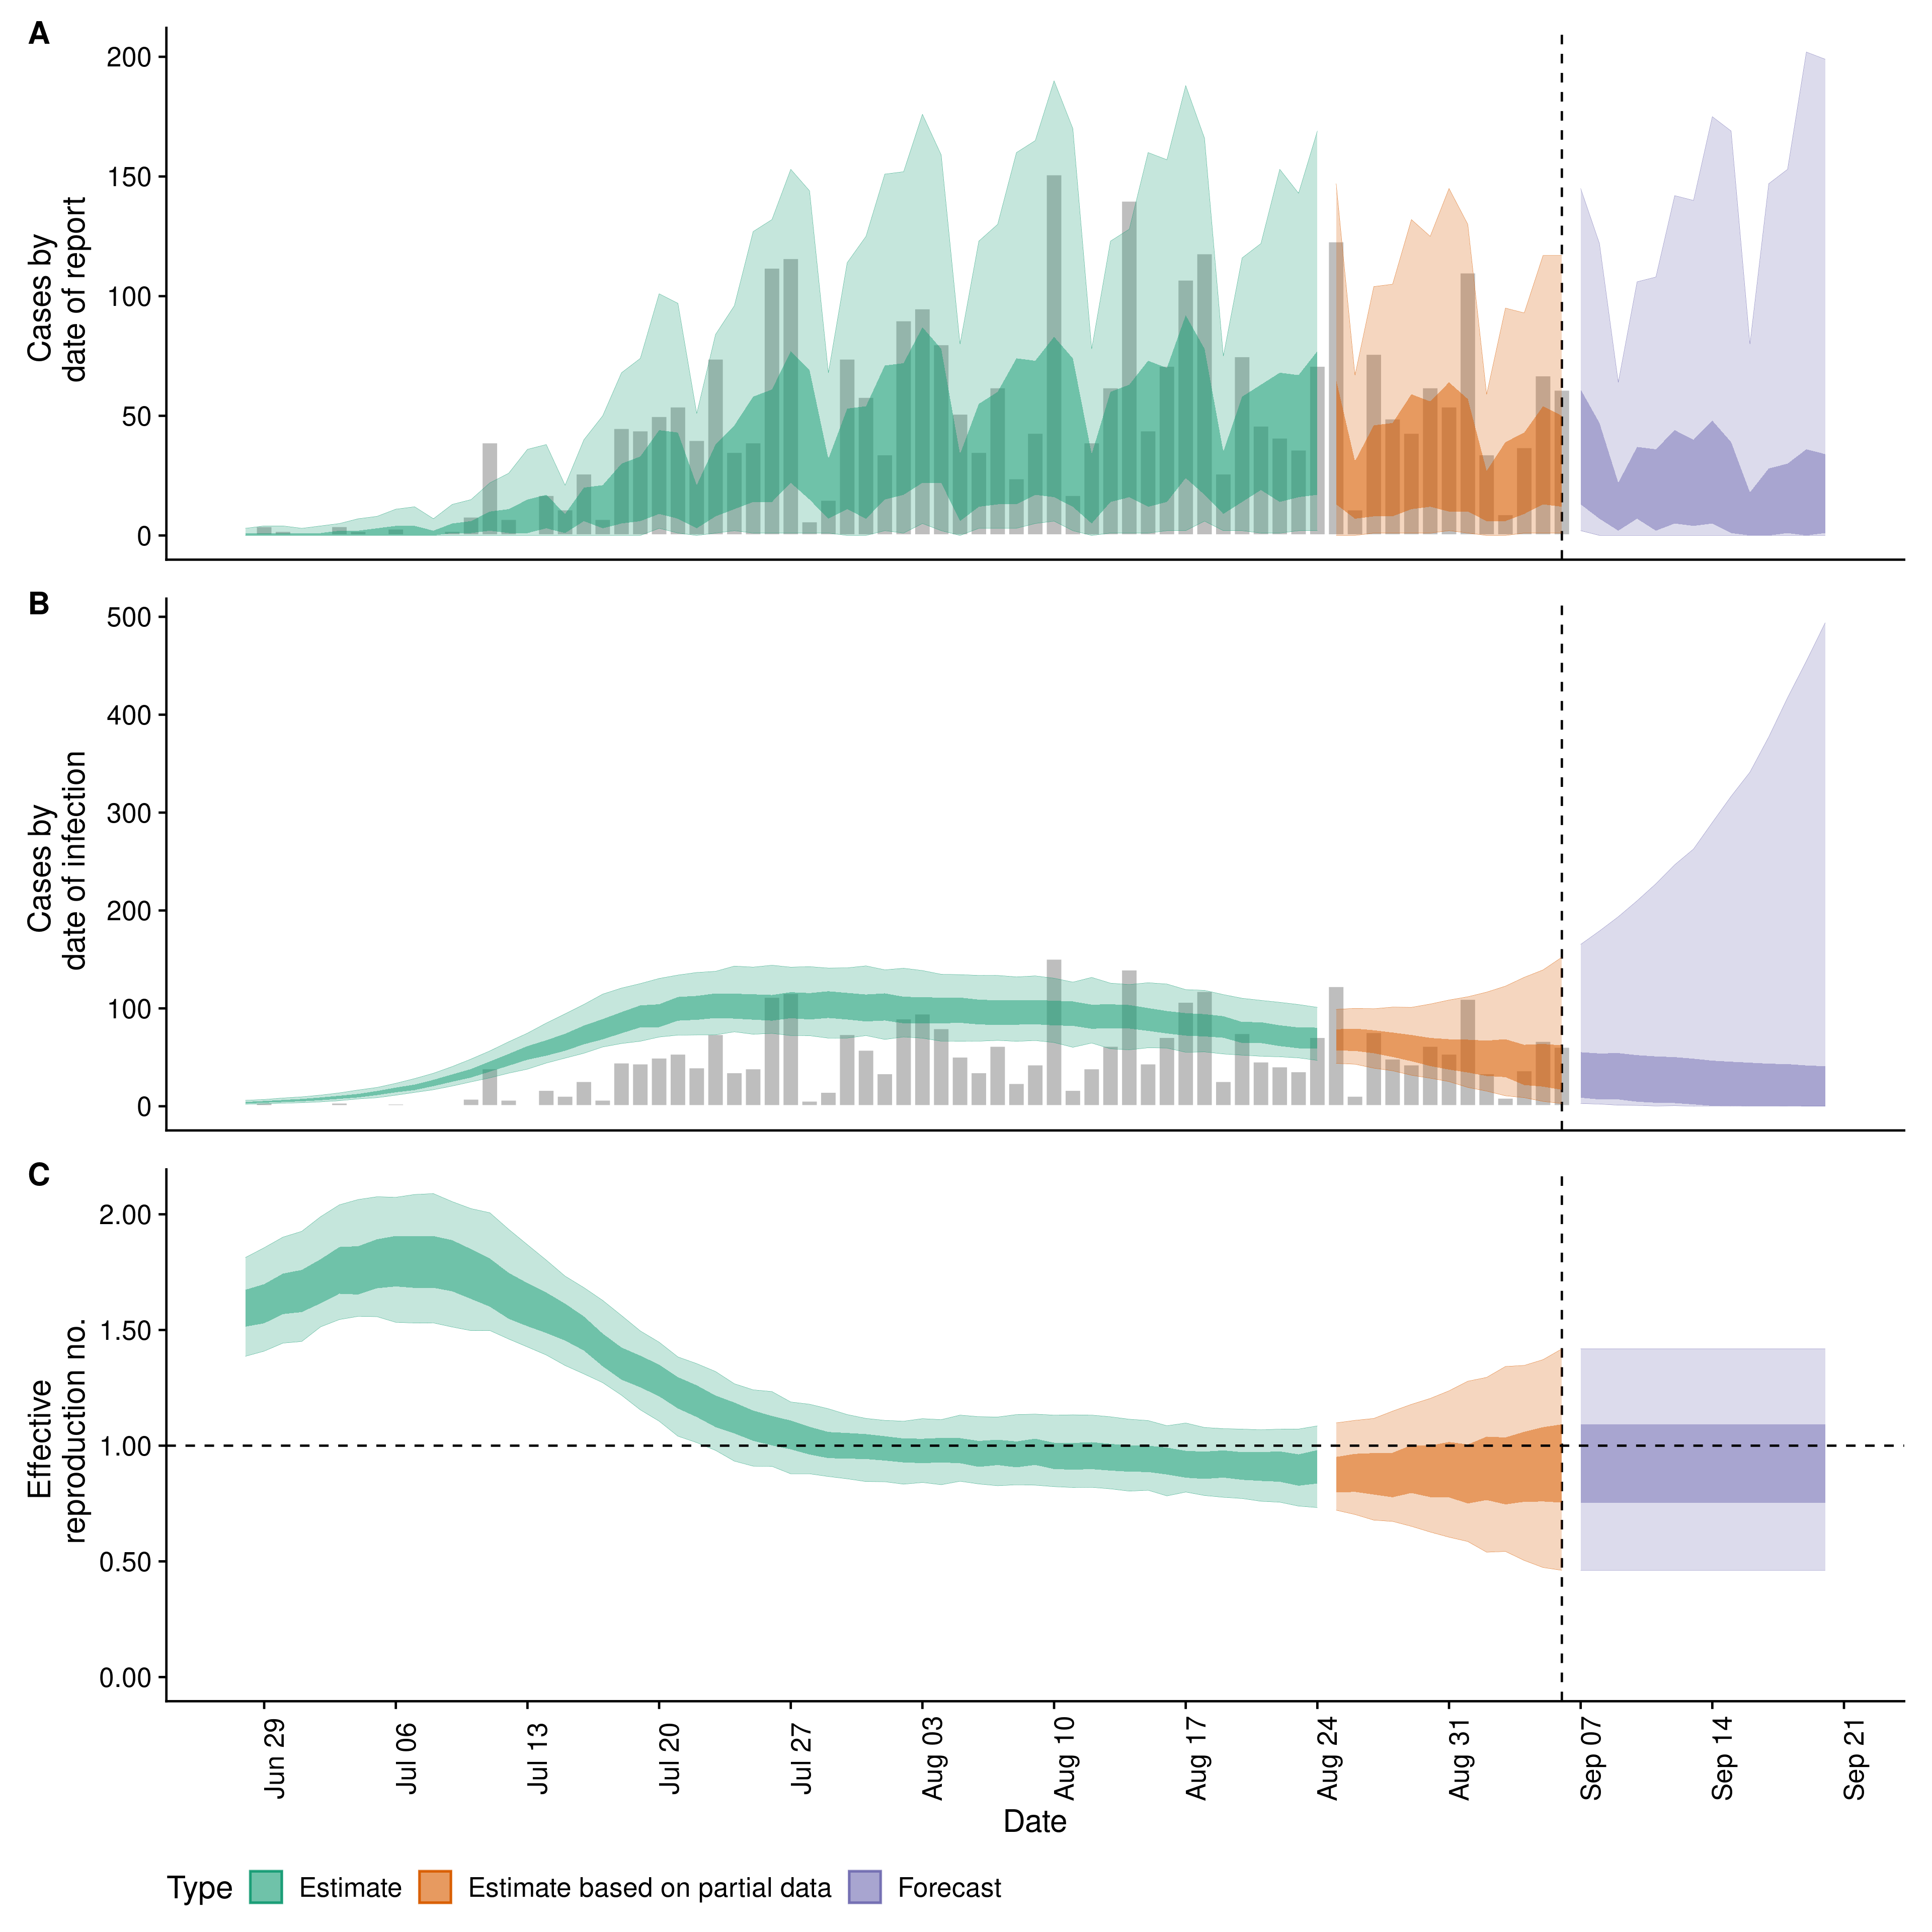 A
200
150
100
50
0
Cases by
date of report
B
500
400
300
200
100
0
Cases by
date of infection
C
2.00
1.50
1.00
0.50
0.00
Effective
reproduction no.
Jun 29
Jul 06
Jul 13
Jul 20
Jul 27
Aug 03
Aug 10
Aug 17
Aug 24
Aug 31
Sep 07
Sep 14
Sep 21
Date
Type Estimate Estimate based on partial data Forecast